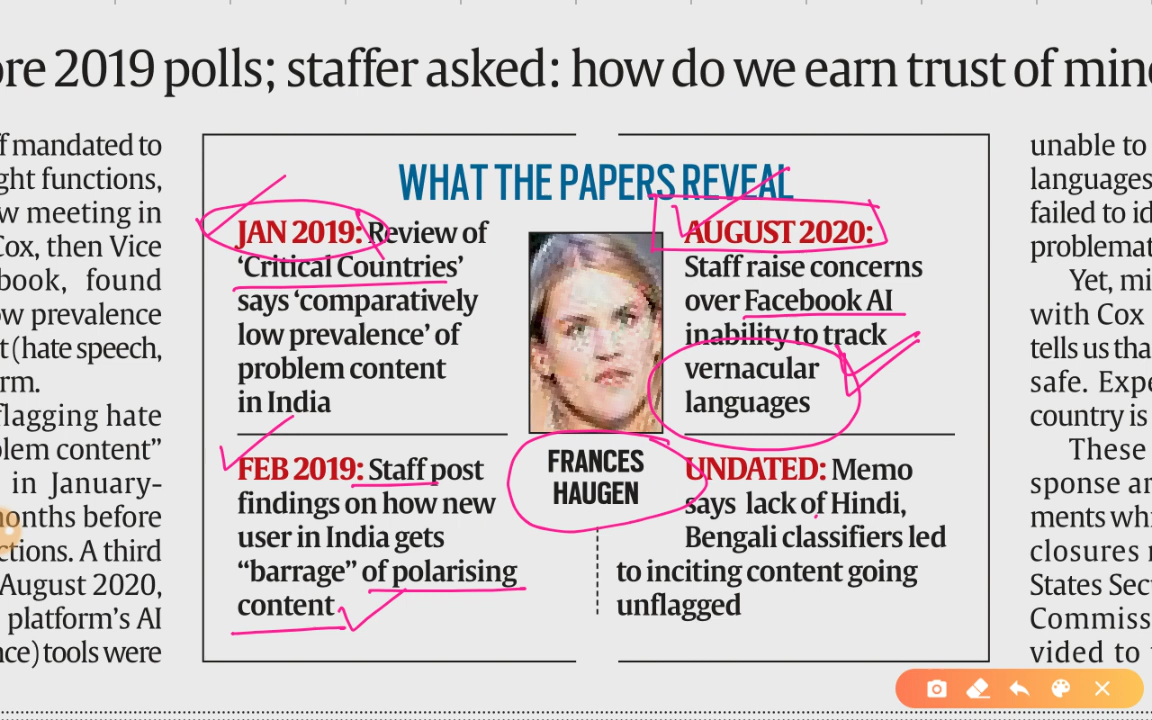 ore 2019 polls; staffer asked: how do we earn trust of min
f mandated to
ght functions,
w meeting in
Cox, then Vice
book, found
ow prevalence
t (hate speech,
rm.
flagging hate
lem content”
in January-
nonths before
ctions. A third
August 2020,
platform’s AI
nce) tools were
WHAT THE PAPERS REVEAL
JAN 2019: Review of
‘Critical Countries’
says ‘comparatively
low prevalence’ of
problem content
in India
FEB 2019: Staff post
findings on how new
user in India gets
“barrage” of polarising
content
FRANCES
HAUGEN
AUGUST 2020:
Staff raise concerns
over Facebook AI
inability to track
vernacular
languages
UNDATED: Memo
says lack of Hindi,
Bengali classifiers led
to inciting content going
unflagged
unable to
languages
failed to id
problemat
Yet, mi
with Cox
tells us tha
safe. Expe
country is
These
sponse ar
ments whi
closures r
States Sec
Commiss
vided to